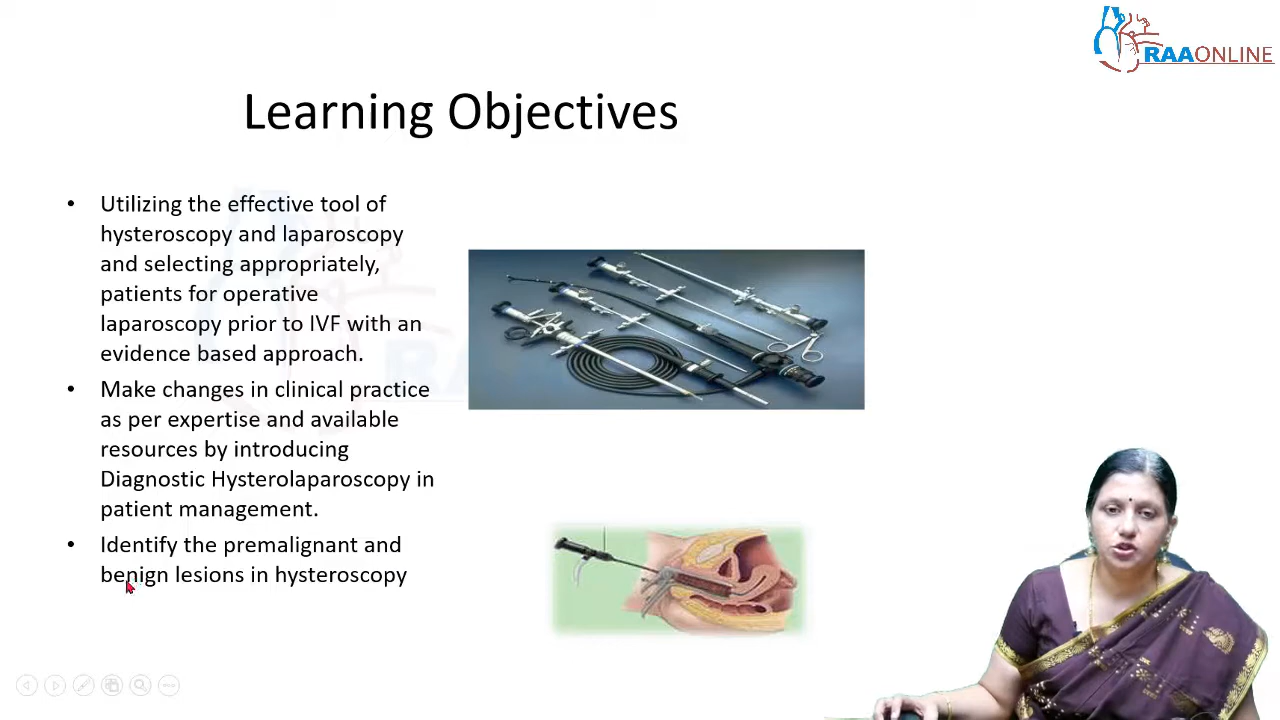 RAAONLINE
Learning Objectives
• Utilizing the effective tool of
hysteroscopy and laparoscopy
and selecting appropriately,
patients for operative
laparoscopy prior to IVF with an
evidence based approach.
• Make changes in clinical practice
as per expertise and available
resources by introducing
Diagnostic Hysterolaparoscopy in
patient management.
• Identify the premalignant and
benign lesions in hysteroscopy